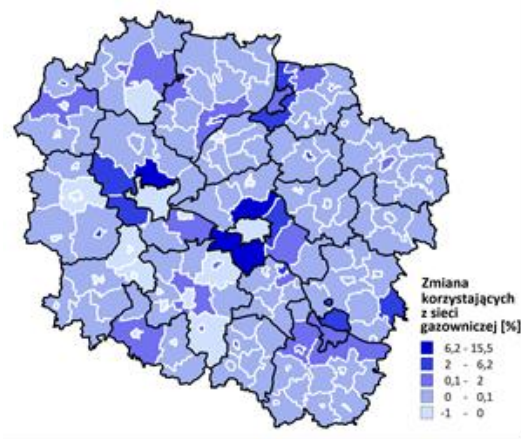 Zmiana
korzystających
z sieci
gazowniczej [%]
6,2 - 15,5
2 - 6,2
0,1 - 2
0 - 0,1
-1 - 0